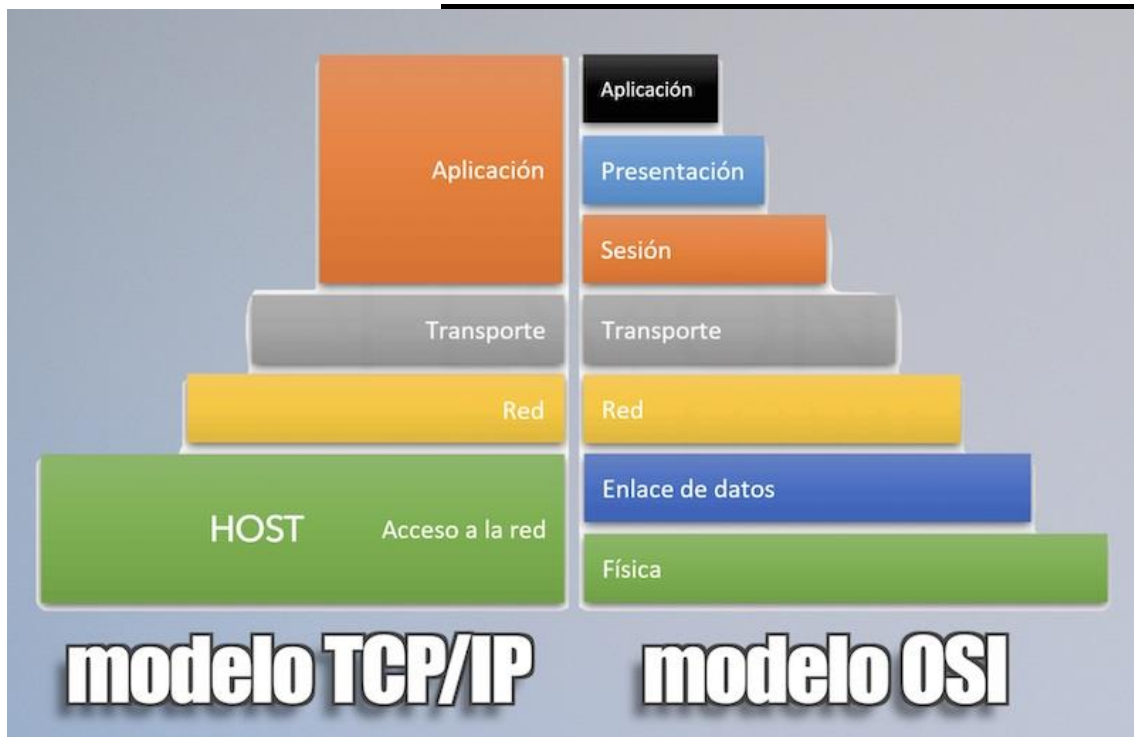 Aplicación
Transporte
Red
HOST Acceso a la red
modelo TCP/IP
Aplicación
Presentación
Sesión
Transporte
Red
Enlace de datos
Física
modelo OSI